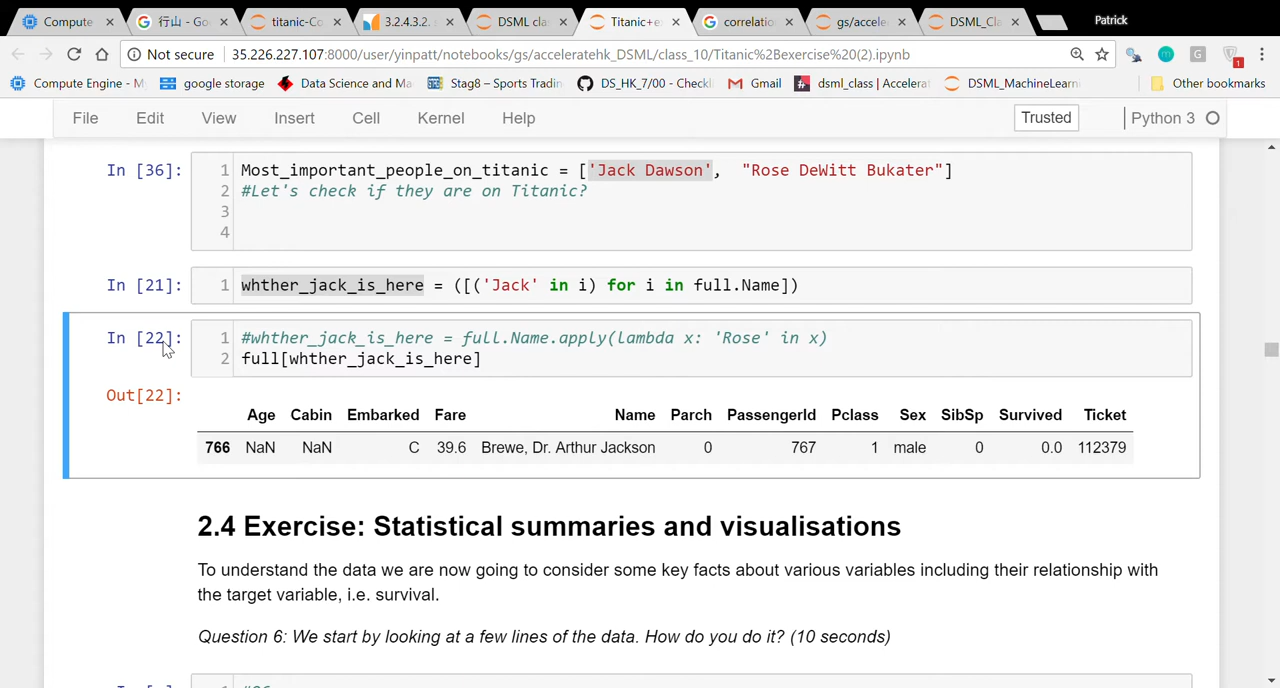 Compute
行山 - Go
titanic-Co
3.2.4.3.2.
DSML cla
Titanic+e
correlatio
gs/accele
DSML_Cla
Patrick
Not secure
35.226.227.107:8000/user/yinpatt/notebooks/gs/acceleratehk_DSML/class_10/Titanic%2Bexercise%20(2).ipynb
Compute Engine - M
google storage
Data Science and Ma
Stag8 – Sports Tradin
DS_HK_7/00 - Checkl
Gmail
dsml_class | Accelerat
DSML_MachineLearni
Other bookmarks
File Edit View Insert Cell Kernel Help
Trusted
Python 3
In [36]:
1 Most_important_people_on_titanic = ['Jack Dawson', "Rose DeWitt Bukater"]
2 #Let's check if they are on Titanic?
3
4
In [21]:
1 whther_jack_is_here = ([('Jack' in i) for i in full.Name])
In [22]:
1 #whther_jack_is_here = full.Name.apply(lambda x: 'Rose' in x)
2 full[whther_jack_is_here]
Out[22]:
Age Cabin Embarked Fare Name Parch PassengerId Pclass Sex SibSp Survived Ticket
766 NaN NaN C 39.6 Brewe, Dr. Arthur Jackson 0 767 1 male 0 0.0 112379
2.4 Exercise: Statistical summaries and visualisations
To understand the data we are now going to consider some key facts about various variables including their relationship with
the target variable, i.e. survival.
Question 6: We start by looking at a few lines of the data. How do you do it? (10 seconds)